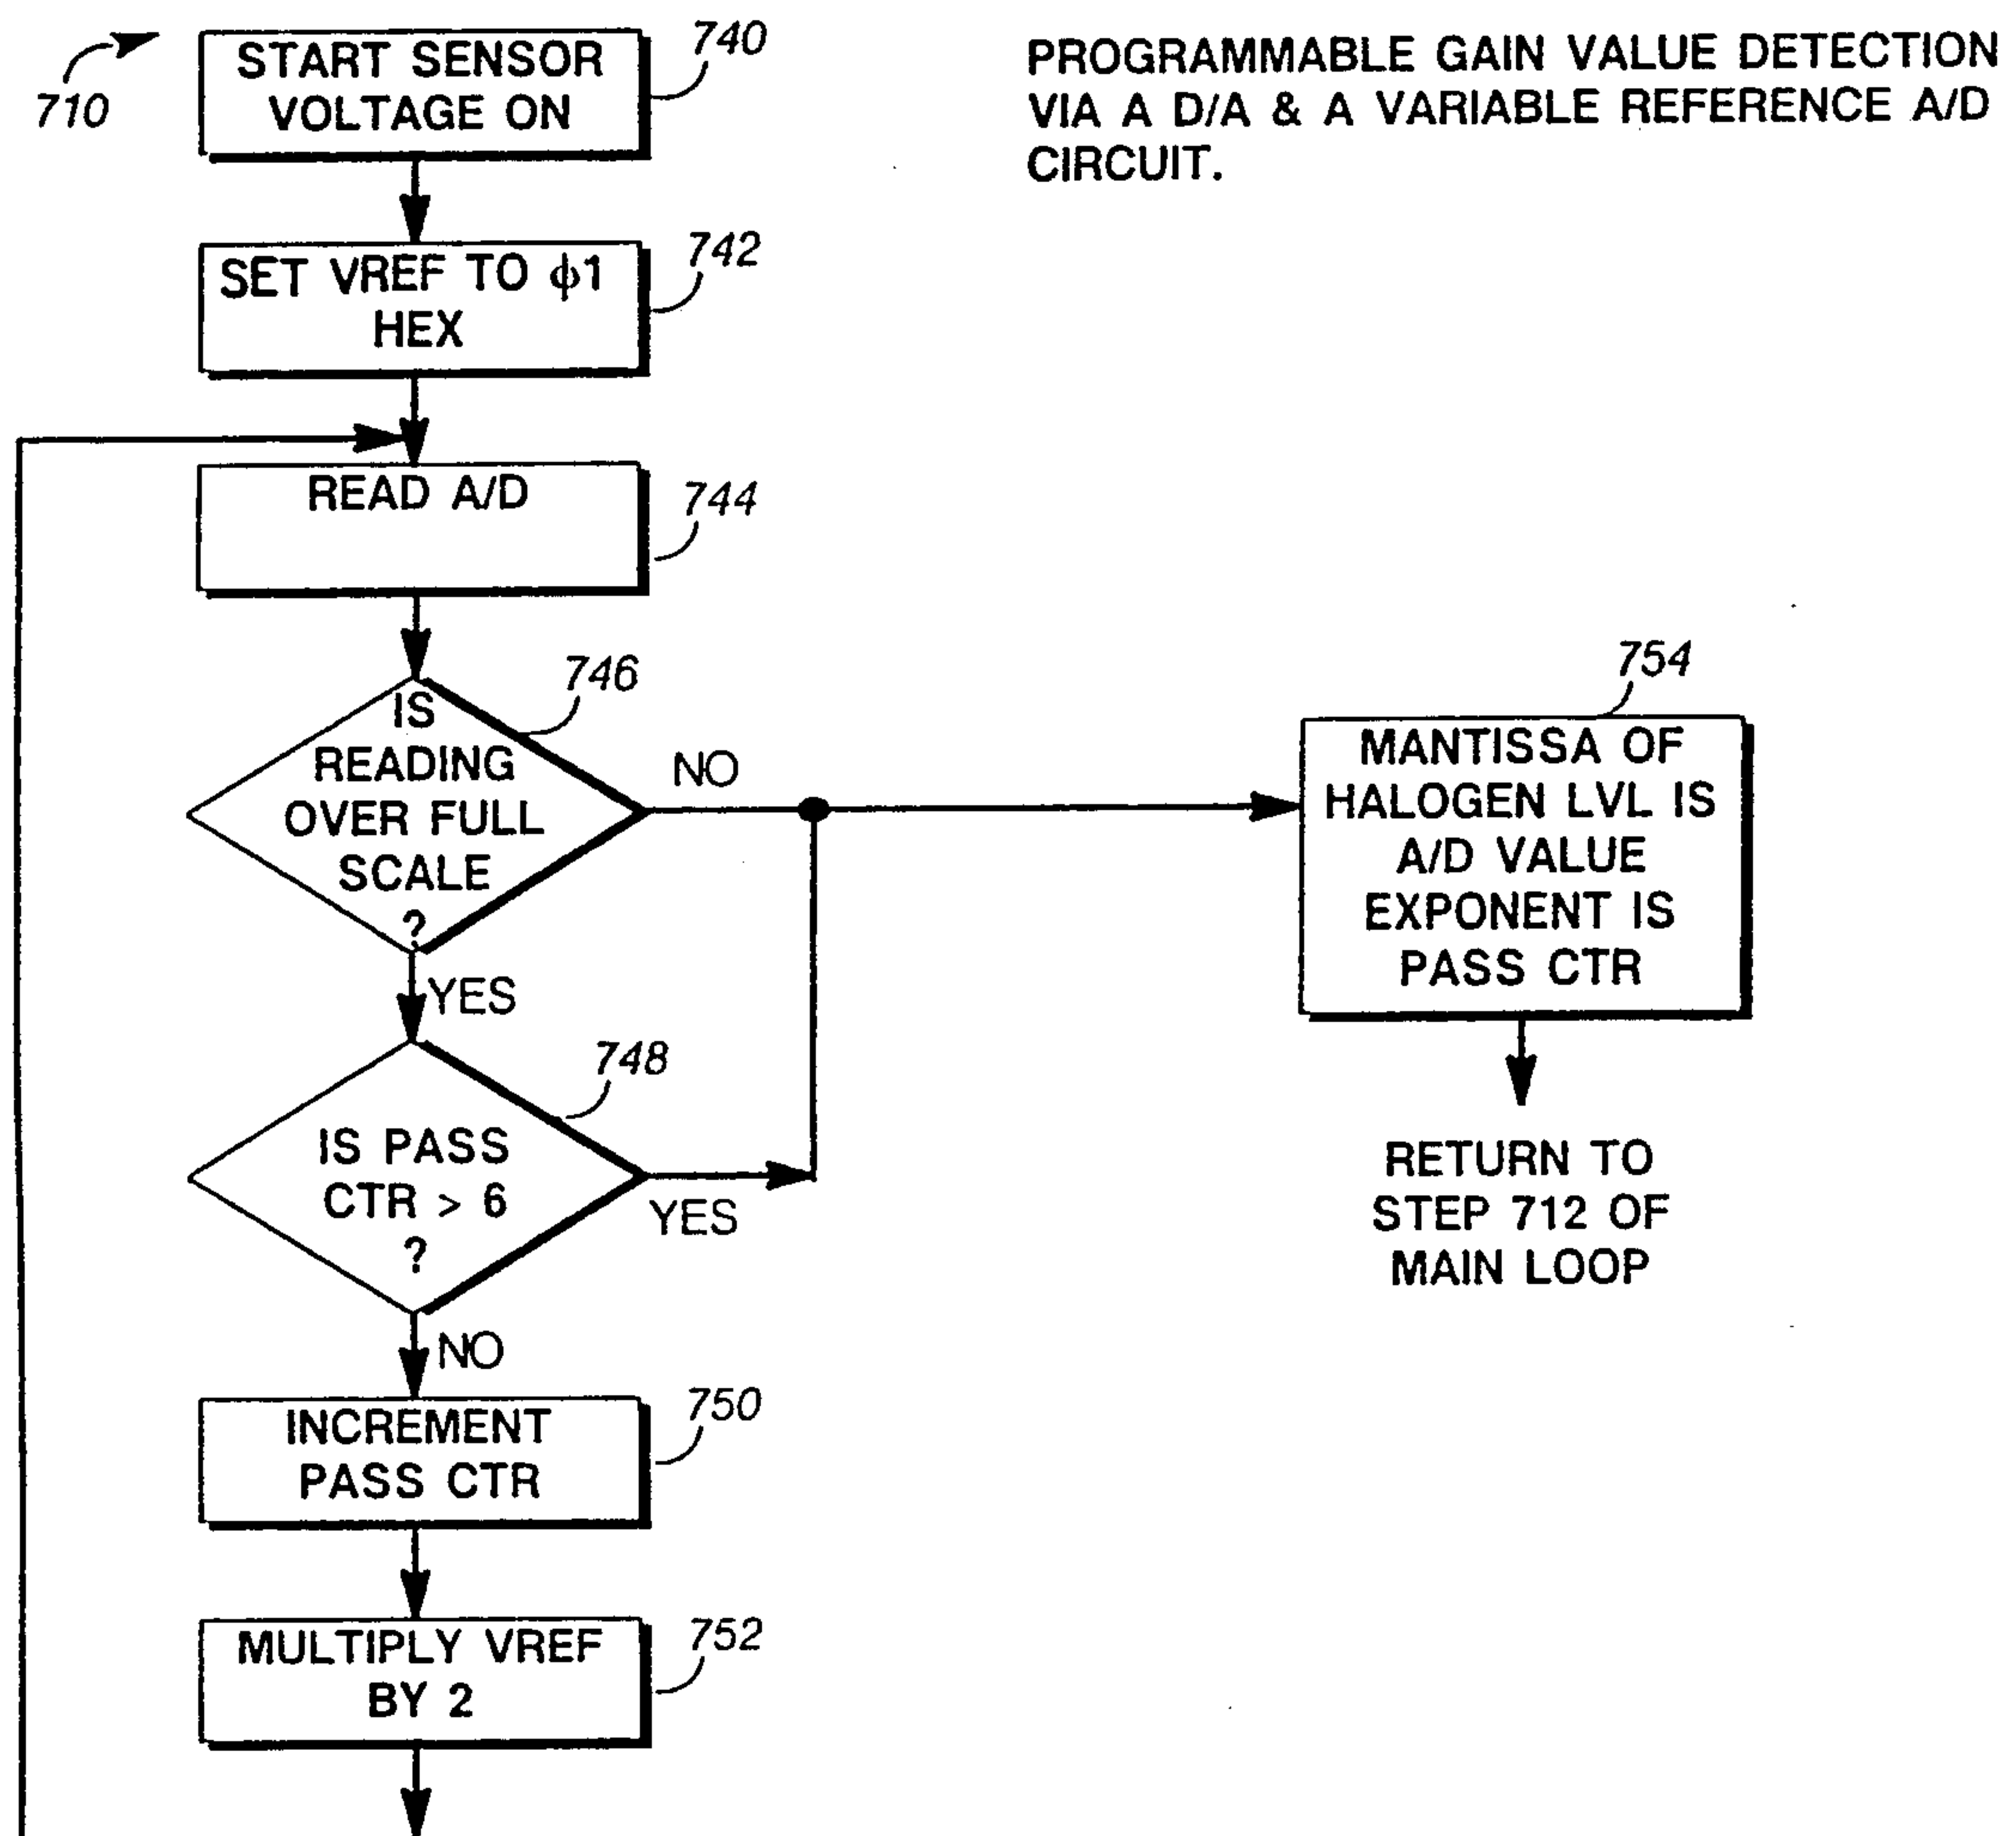 710
START SENSOR
VOLTAGE ON
740
PROGRAMMABLE GAIN VALUE DETECTION
VIA A D/A & A VARIABLE REFERENCE A/D
CIRCUIT.
SET VREF TO ϕ1
HEX
742
READ A/D
744
IS
READING
OVER FULL
SCALE
?
746
NO
YES
754
MANTISSA OF
HALOGEN LVL IS
A/D VALUE
EXPONENT IS
PASS CTR
RETURN TO
STEP 712 OF
MAIN LOOP
IS PASS
CTR > 6
?
748
YES
NO
INCREMENT
PASS CTR
750
MULTIPLY VREF
BY 2
752